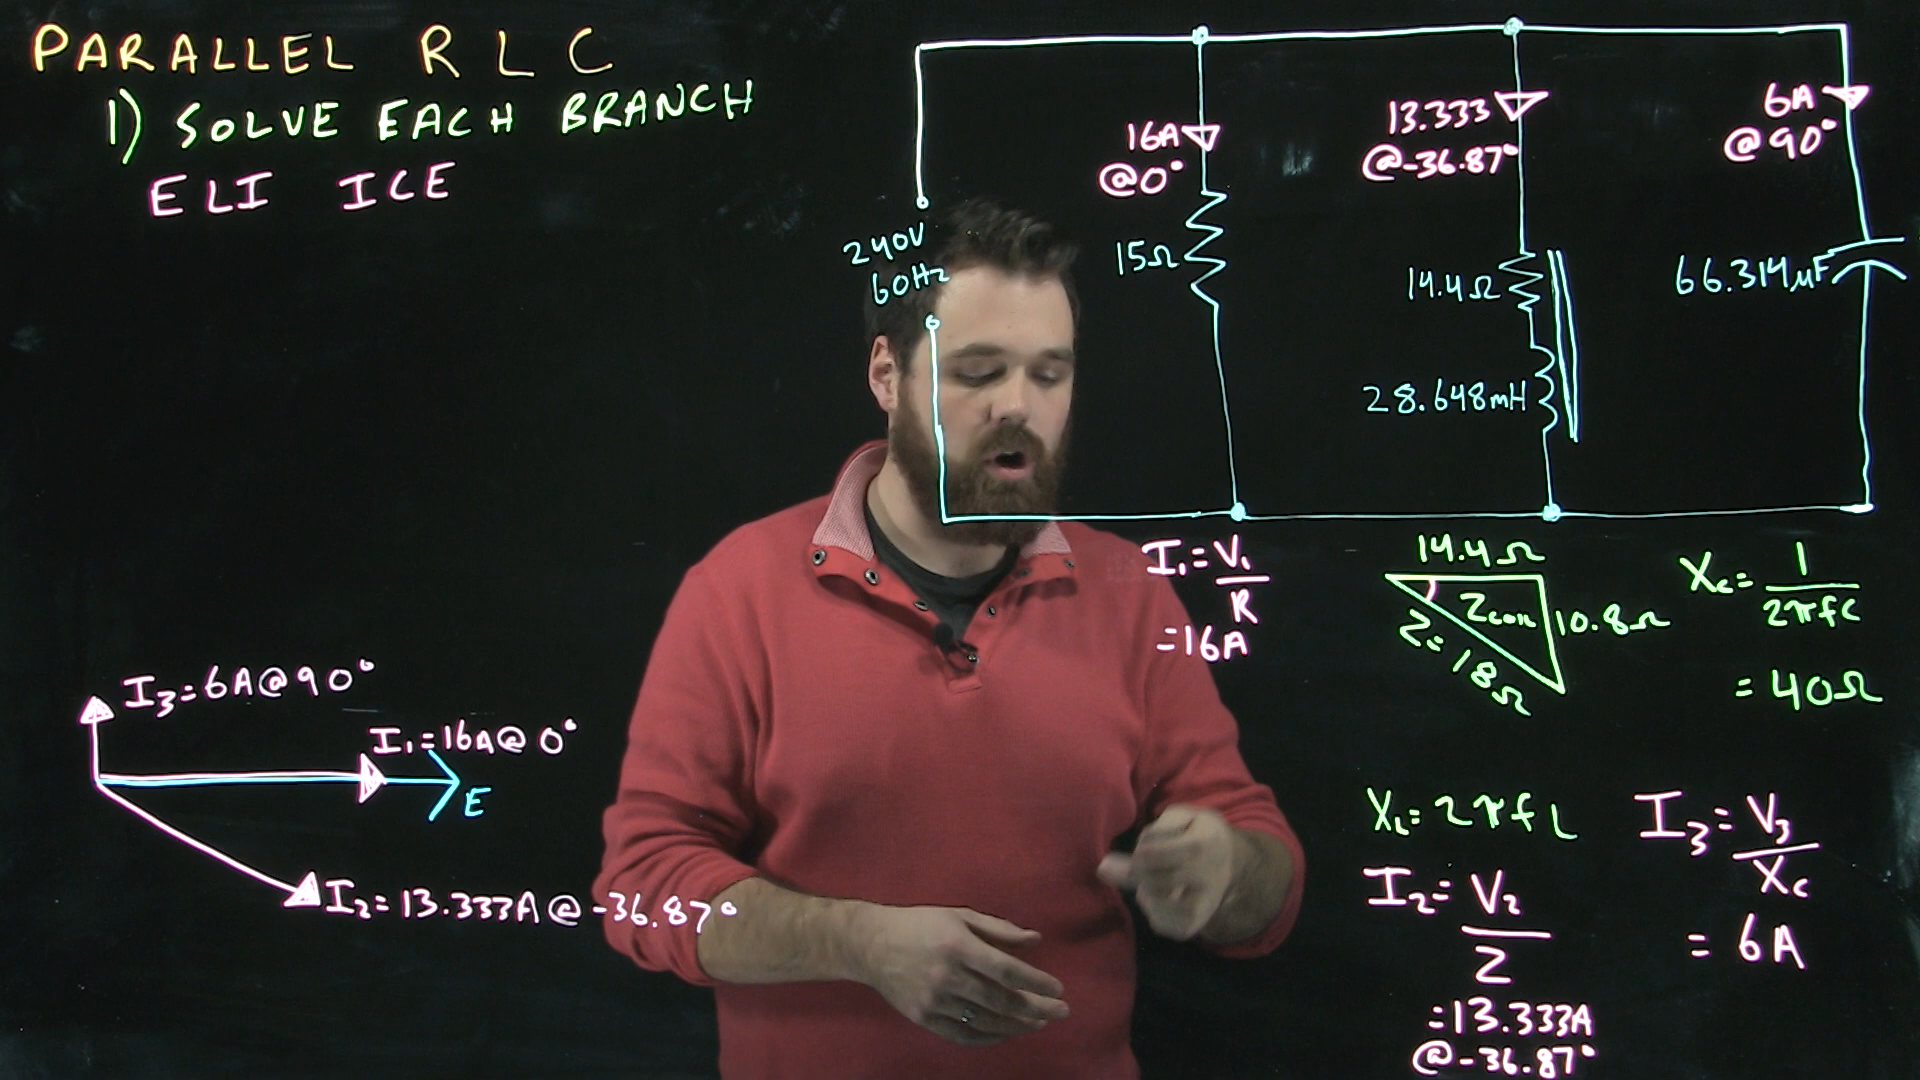 PARALLEL R L C
1) SOLVE EACH BRANCH
ELI ICE
240V
60Hz
16A
@0°
15Ω
13.333
@-36.87°
14.4Ω
28.648mH
6A
@90°
66.314μF
I₁=V₁/R
=16A
14.4Ω
Zcoil
10.8Ω
Z=18Ω
Xc=1/2πfC
=40Ω
I₃=6A@90°
I₁=16A@0°
E
I₂=13.333A@-36.87°
X_L=2πfL
I₂=V₂/Z
=13.333A
@-36.87°
I₃=V₃/Xc
=6A